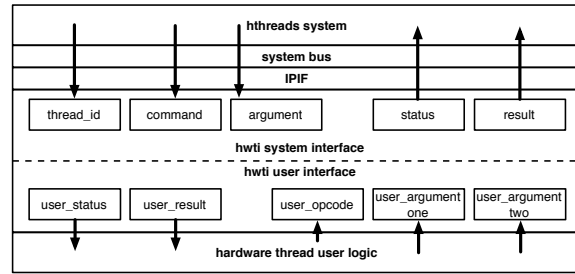 hthreads system
system bus
IPIF
thread_id command argument status result
hwti system interface
hwti user interface
user_status user_result user_opcode user_argument one user_argument two
hardware thread user logic